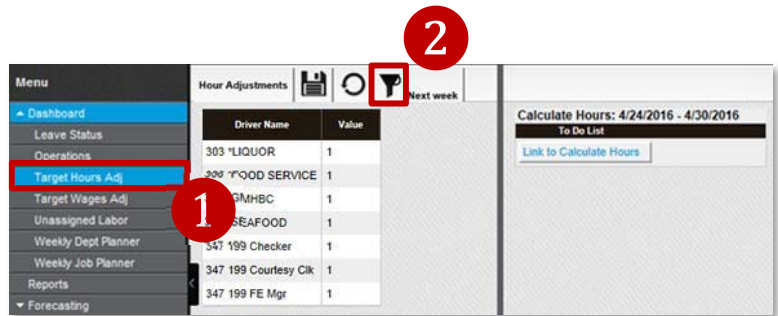 2
Menu
Hour Adjustments
Next week
Dashboard
Leave Status
Operations
Target Hours Adj
Target Wages Adj
Unassigned Labor
Weekly Dept Planner
Weekly Job Planner
Reports
Forecasting
1
Driver Name Value
303 *LIQUOR 1
FOOD SERVICE 1
1
SEAFOOD 1
347 199 Checker 1
347 199 Courtesy Clk 1
347 199 FE Mgr 1
Calculate Hours: 4/24/2016 - 4/30/2016
To Do List
Link to Calculate Hours